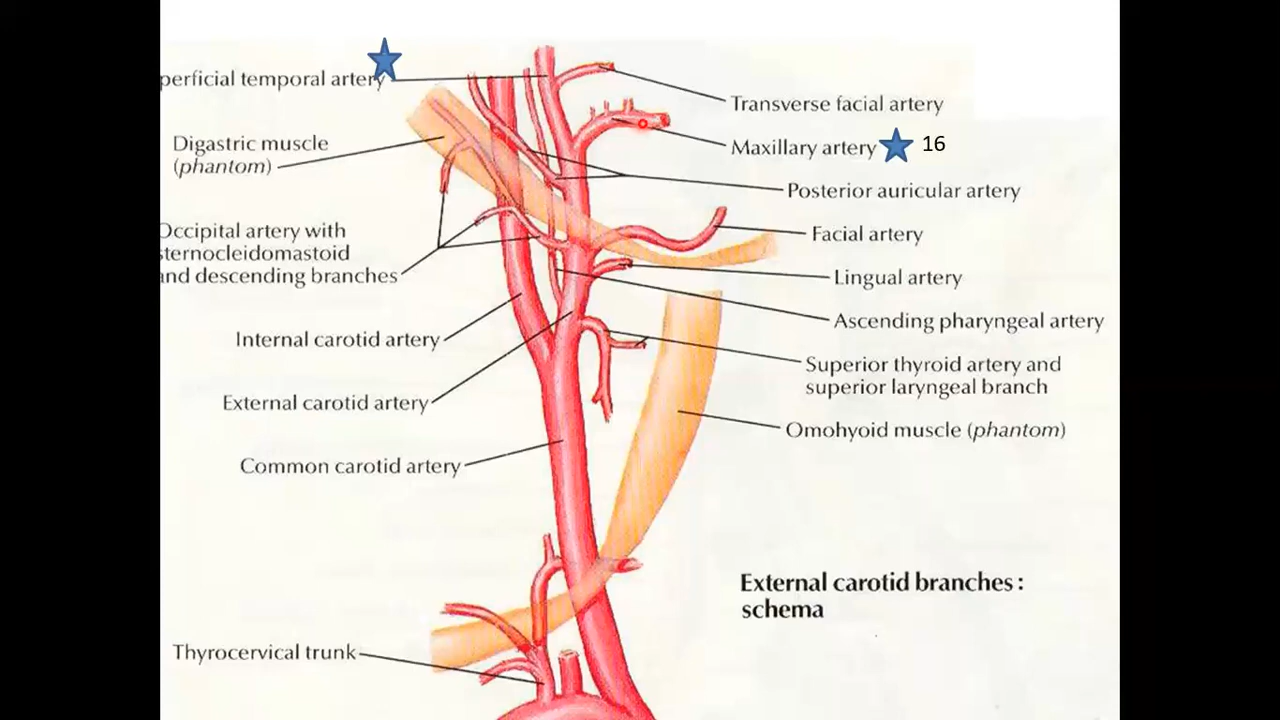 perficial temporal artery
Transverse facial artery
Digastric muscle
(phantom)
Maxillary artery 16
Posterior auricular artery
Occipital artery with
sternocleidomastoid
and descending branches
Facial artery
Lingual artery
Ascending pharyngeal artery
Internal carotid artery
Superior thyroid artery and
superior laryngeal branch
External carotid artery
Omohyoid muscle (phantom)
Common carotid artery
External carotid branches:
schema
Thyrocervical trunk